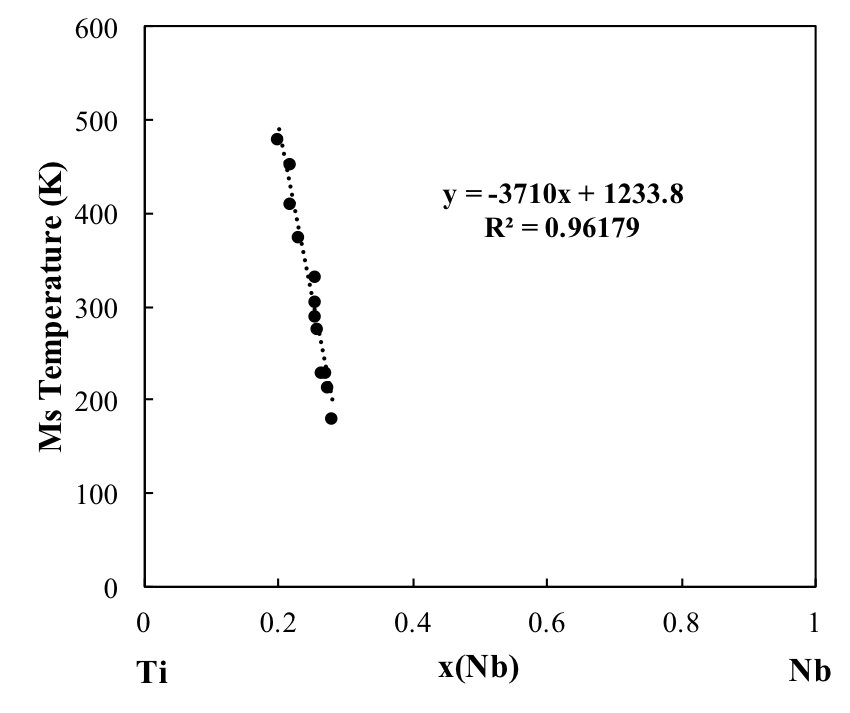 600
500
400
300
200
100
0
Ms Temperature (K)
y = -3710x + 1233.8
R² = 0.96179
0 0.2 0.4 0.6 0.8 1
Ti x(Nb) Nb